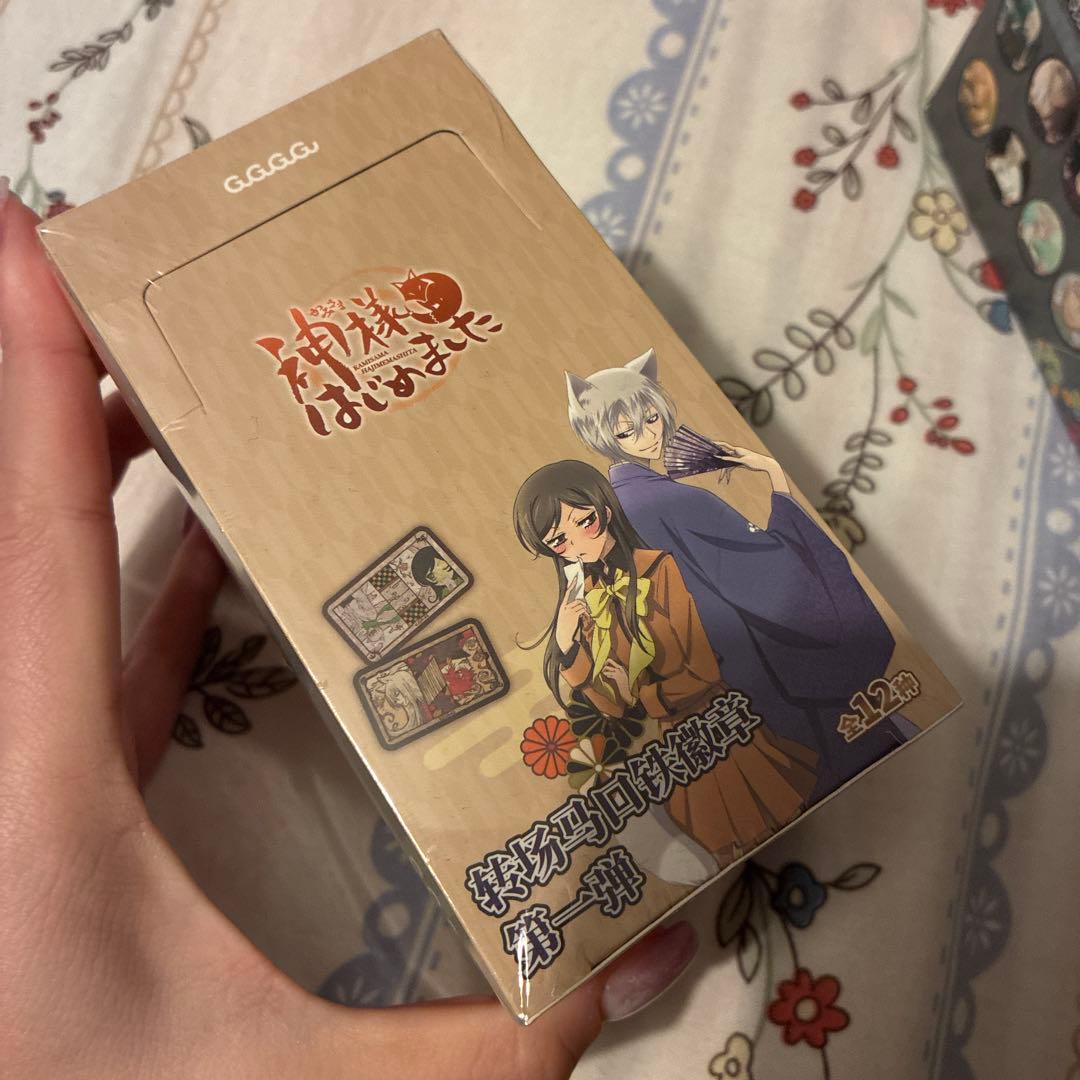 GuGuGuGu
かみさま
神様
KAMISAMA
HAJIMEMASHITA
はじめました
全12种
转场马口铁徽章
第一弹